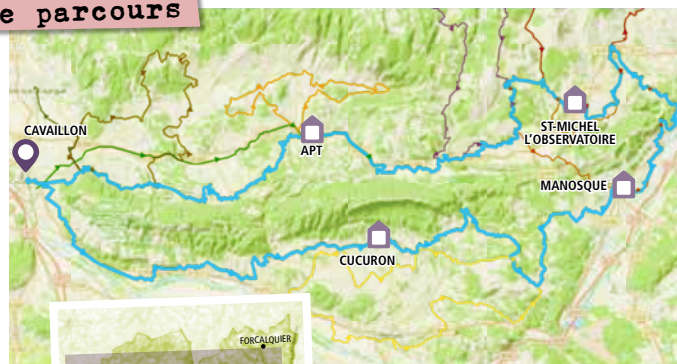 e parcours
CAVAILLON
APT
ST-MICHEL
L'OBSERVATOIRE
MANOSQUE
CUCURON
FORCALQUIER